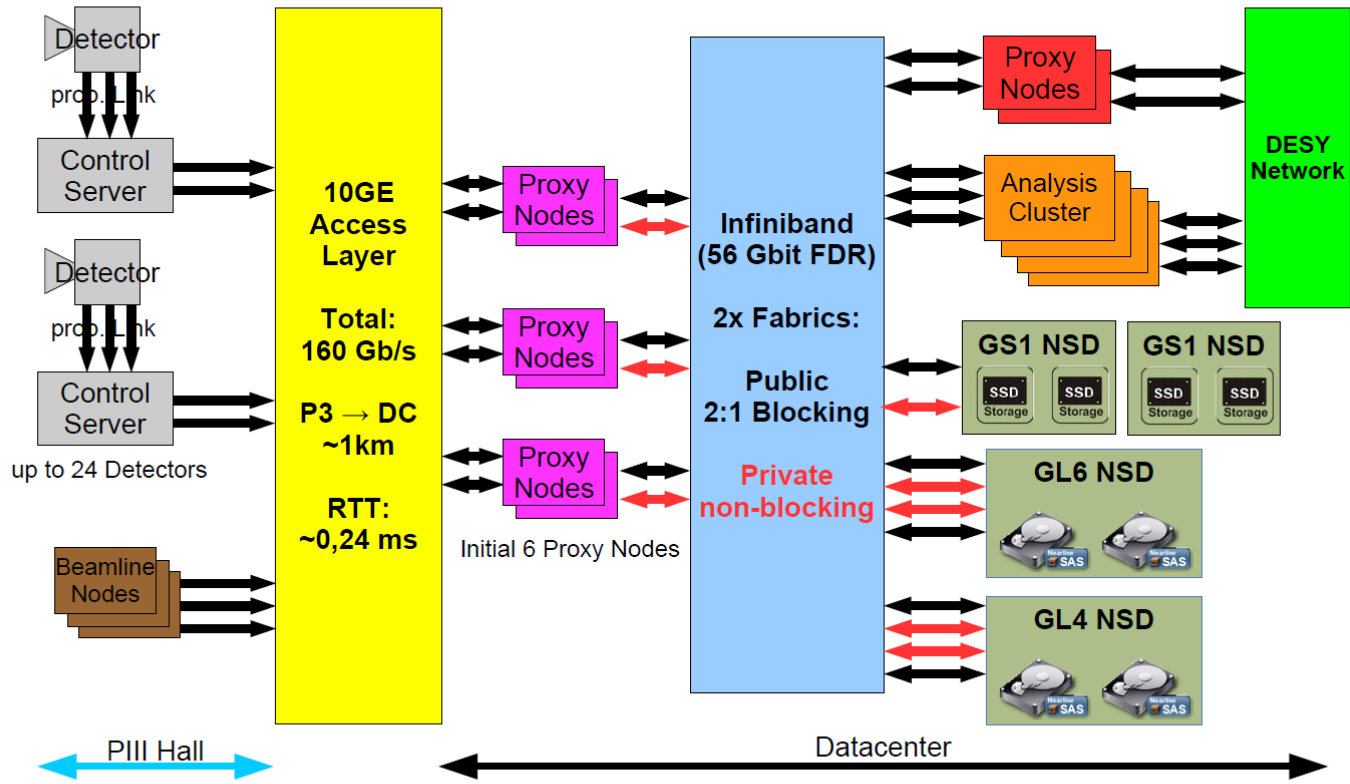 Detector
prop. Link
Control
Server
Detector
prop. Link
Control
Server
up to 24 Detectors
Beamline
Nodes
PIII Hall
10GE
Access
Layer
Total:
160 Gb/s
P3 → DC
~1km
RTT:
~0,24 ms
Proxy
Nodes
Proxy
Nodes
Proxy
Nodes
Initial 6 Proxy Nodes
Infiniband
(56 Gbit FDR)
2x Fabrics:
Public
2:1 Blocking
Private
non-blocking
Proxy
Nodes
Analysis
Cluster
DESY
Network
GS1 NSD
SSD
Storage
SSD
Storage
GS1 NSD
SSD
Storage
SSD
Storage
GL6 NSD
Nearline
SAS
Nearline
SAS
GL4 NSD
Nearline
SAS
Nearline
SAS
Datacenter